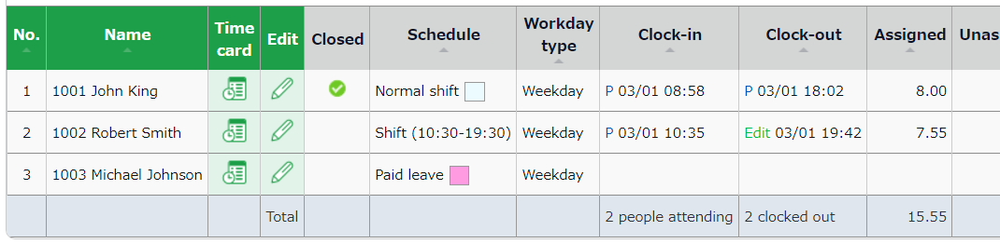 No. Name Time card Edit Closed Schedule Workday type Clock-in Clock-out Assigned Unas
1 1001 John King Normal shift Weekday P 03/01 08:58 P 03/01 18:02 8.00
2 1002 Robert Smith Shift (10:30-19:30) Weekday P 03/01 10:35 Edit 03/01 19:42 7.55
3 1003 Michael Johnson Paid leave Weekday
Total 2 people attending 2 clocked out 15.55